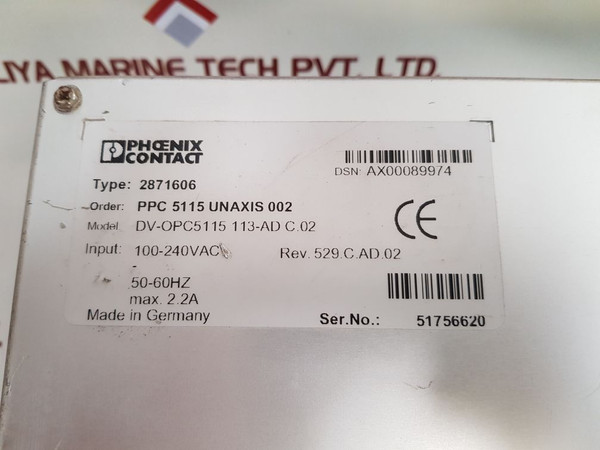 LIYA MARINE TECH PVT. LTD.
PHŒNIX
CONTACT
DSN: AX00089974
Type: 2871606
Order: PPC 5115 UNAXIS 002
Model: DV-OPC5115 113-AD C.02
Input: 100-240VAC Rev. 529.C.AD.02
50-60HZ
max. 2.2A
Made in Germany Ser.No.: 51756620
CE